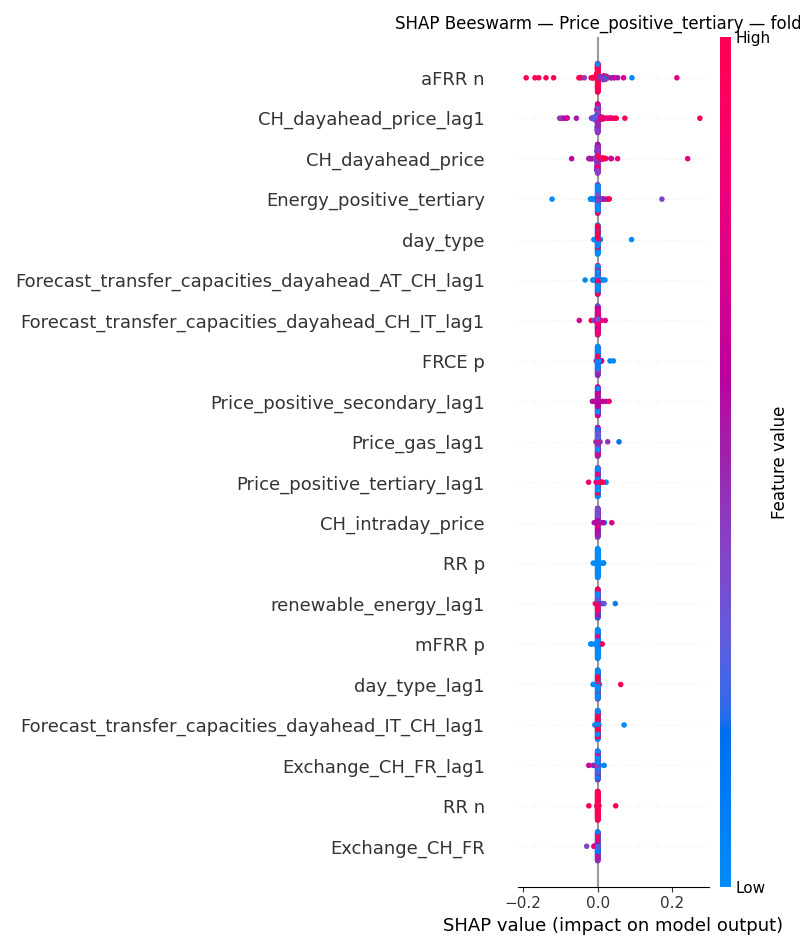 SHAP Beeswarm — Price_positive_tertiary — fold
High
aFRR n
CH_dayahead_price_lag1
CH_dayahead_price
Energy_positive_tertiary
day_type
Forecast_transfer_capacities_dayahead_AT_CH_lag1
Forecast_transfer_capacities_dayahead_CH_IT_lag1
FRCE p
Price_positive_secondary_lag1
Price_gas_lag1
Price_positive_tertiary_lag1
CH_intraday_price
RR p
renewable_energy_lag1
mFRR p
day_type_lag1
Forecast_transfer_capacities_dayahead_IT_CH_lag1
Exchange_CH_FR_lag1
RR n
Exchange_CH_FR
Feature value
Low
−0.2 0.0 0.2
SHAP value (impact on model output)